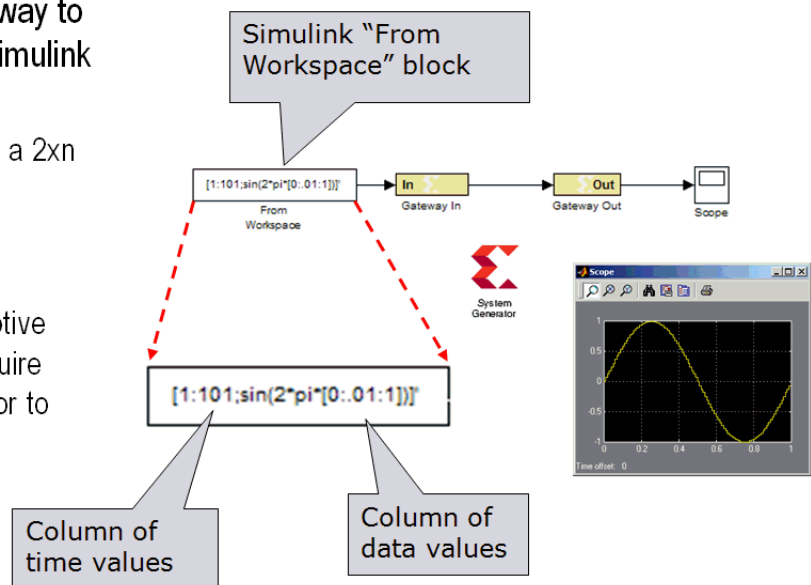 way to
imulink
a 2xn
otive
uire
or to
Simulink “From
Workspace” block
[1:101;sin(2*pi*[0:.01:1])]'
From
Workspace
In
Gateway In
Out
Gateway Out
Scope
System
Generator
[1:101;sin(2*pi*[0:.01:1])]'
Column of
time values
Column of
data values
Scope
1
0.5
0
-0.5
-1
0 0.2 0.4 0.6 0.8 1
Time offset: 0